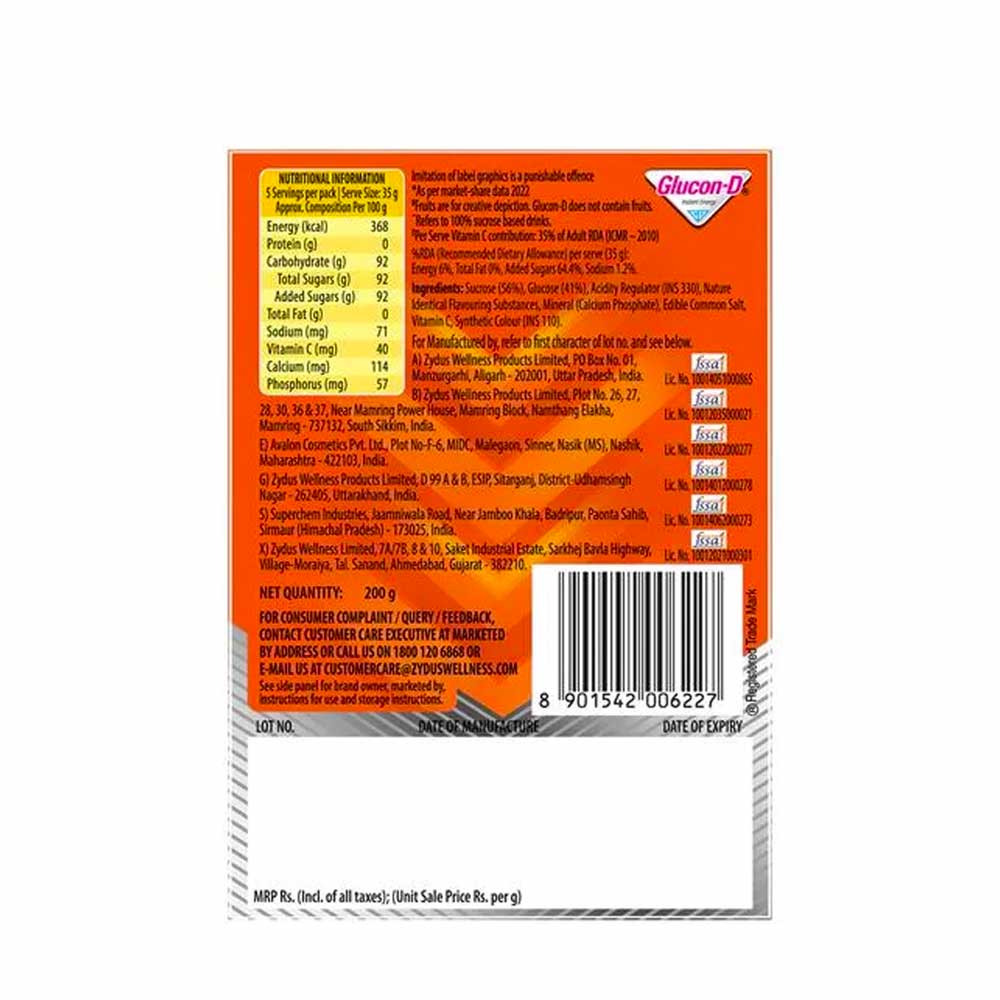 NUTRITIONAL INFORMATION
5 Servings per pack | Serve Size: 35 g
Approx. Composition Per 100 g
Energy (kcal) 368
Protein (g) 0
Carbohydrate (g) 92
Total Sugars (g) 92
Added Sugars (g) 92
Total Fat (g) 0
Sodium (mg) 71
Vitamin C (mg) 40
Calcium (mg) 114
Phosphorus (mg) 57
Imitation of label graphics is a punishable offence
*As per market-share data 2022
#Fruits are for creative depiction. Glucon-D does not contain fruits.
Refers to 100% sucrose based drinks.
Per Serve Vitamin C contribution: 35% of Adult RDA (ICMR – 2010)
%RDA (Recommended Dietary Allowance) per serve (35 g):
Energy 6%, Total Fat 0%, Added Sugars 64.4%, Sodium 1.2%.
Ingredients: Sucrose (56%), Glucose (41%), Acidity Regulator (INS 330), Nature
Identical Flavouring Substances, Mineral (Calcium Phosphate), Edible Common Salt,
Vitamin C, Synthetic Colour (INS 110).
For Manufactured by, refer to first character of lot no. and see below.
A) Zydus Wellness Products Limited, PO Box No. 01,
Manzurgarhi, Aligarh - 202001, Uttar Pradesh, India.
B) Zydus Wellness Products Limited, Plot No. 26, 27,
28, 30, 36 & 37, Near Mamring Power House, Mamring Block, Namthang Elakha,
Mamring - 737132, South Sikkim, India.
E) Avalon Cosmetics Pvt. Ltd., Plot No-F-6, MIDC, Malegaon, Sinner, Nasik (MS), Nashik,
Maharashtra - 422103, India.
G) Zydus Wellness Products Limited, D 99 A & B, ESIP, Sitarganj, District-Udhamsingh
Nagar - 262405, Uttarakhand, India.
S) Superchem Industries, Jaamniwala Road, Near Jamboo Khala, Badripur, Paonta Sahib,
Sirmaur (Himachal Pradesh) - 173025, India.
X) Zydus Wellness Limited, 7A/7B, 8 & 10, Saket Industrial Estate, Sarkhej Bavla Highway,
Village-Moraiya, Tal. Sanand, Ahmedabad, Gujarat - 382210.
Glucon-D®
Instant Energy
fssai
Lic. No. 10014051000865
fssai
Lic. No. 10012035000021
fssai
Lic. No. 10012022000277
fssai
Lic. No. 10014012000278
fssai
Lic. No. 10014062000273
fssai
Lic. No. 10012021000301
NET QUANTITY: 200 g
FOR CONSUMER COMPLAINT / QUERY / FEEDBACK,
CONTACT CUSTOMER CARE EXECUTIVE AT MARKETED
BY ADDRESS OR CALL US ON 1800 120 6868 OR
E-MAIL US AT CUSTOMERCARE@ZYDUSWELLNESS.COM
See side panel for brand owner, marketed by,
instructions for use and storage instructions.
8 901542 006227
® Registered Trade Mark
LOT NO. DATE OF MANUFACTURE DATE OF EXPIRY
MRP Rs. (Incl. of all taxes); (Unit Sale Price Rs. per g)